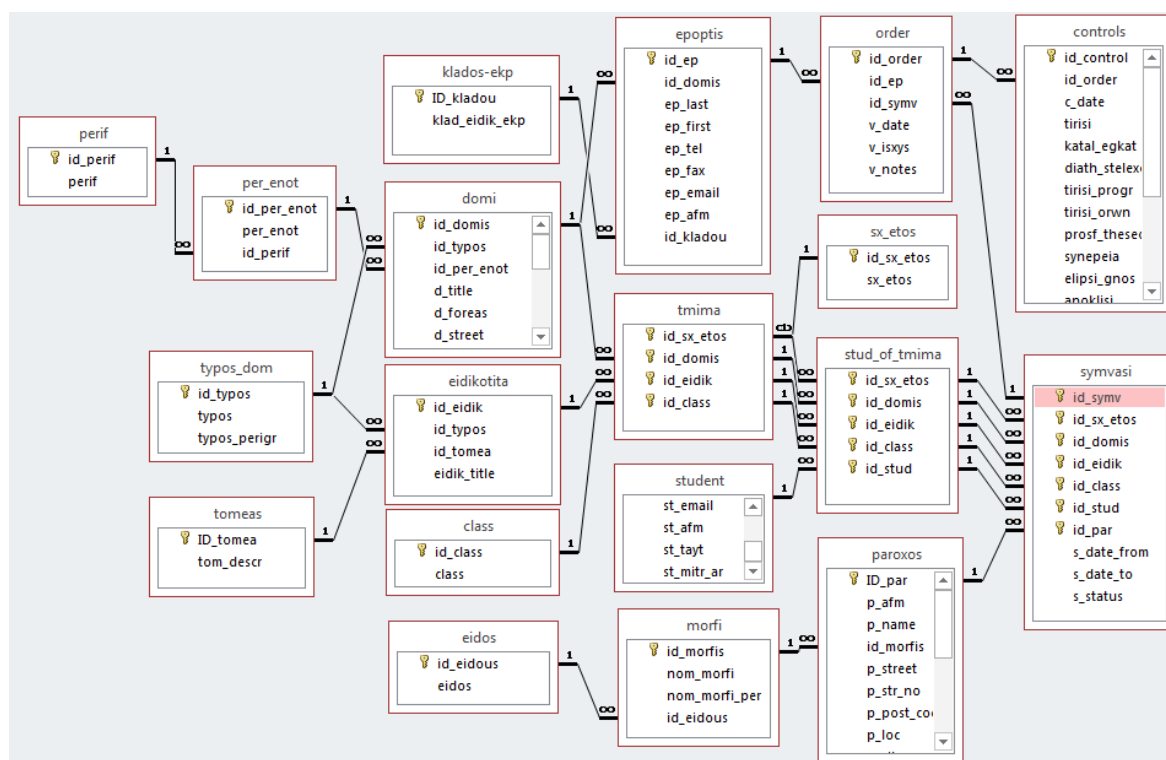 perif
id_perif
perif
per_enot
id_per_enot
per_enot
id_perif
typos_dom
id_typos
typos
typos_perigr
tomeas
ID_tomea
tom_descr
klados-ekp
ID_kladou
klad_eidik_ekp
domi
id_domis
id_typos
id_per_enot
d_title
d_foreas
d_street
eidikotita
id_eidik
id_typos
id_tomea
eidik_title
class
id_class
class
eidos
id_eidous
eidos
epoptis
id_ep
id_domis
ep_last
ep_first
ep_tel
ep_fax
ep_email
ep_afm
id_kladou
tmima
id_sx_etos
id_domis
id_eidik
id_class
student
st_email
st_afm
st_tayt
st_mitr_ar
morfi
id_morfis
nom_morfi
nom_morfi_per
id_eidous
order
id_order
id_ep
id_symv
v_date
v_isxys
v_notes
sx_etos
id_sx_etos
sx_etos
stud_of_tmima
id_sx_etos
id_domis
id_eidik
id_class
id_stud
paroxos
ID_par
p_afm
p_name
id_morfis
p_street
p_str_no
p_post_co
p_loc
controls
id_control
id_order
c_date
tirisi
katal_egkat
diath_stelex
tirisi_progr
tirisi_orwn
prosf_thesec
synepeia
elipsi_gnos
apoklisi
symvasi
id_symv
id_sx_etos
id_domis
id_eidik
id_class
id_stud
id_par
s_date_from
s_date_to
s_status